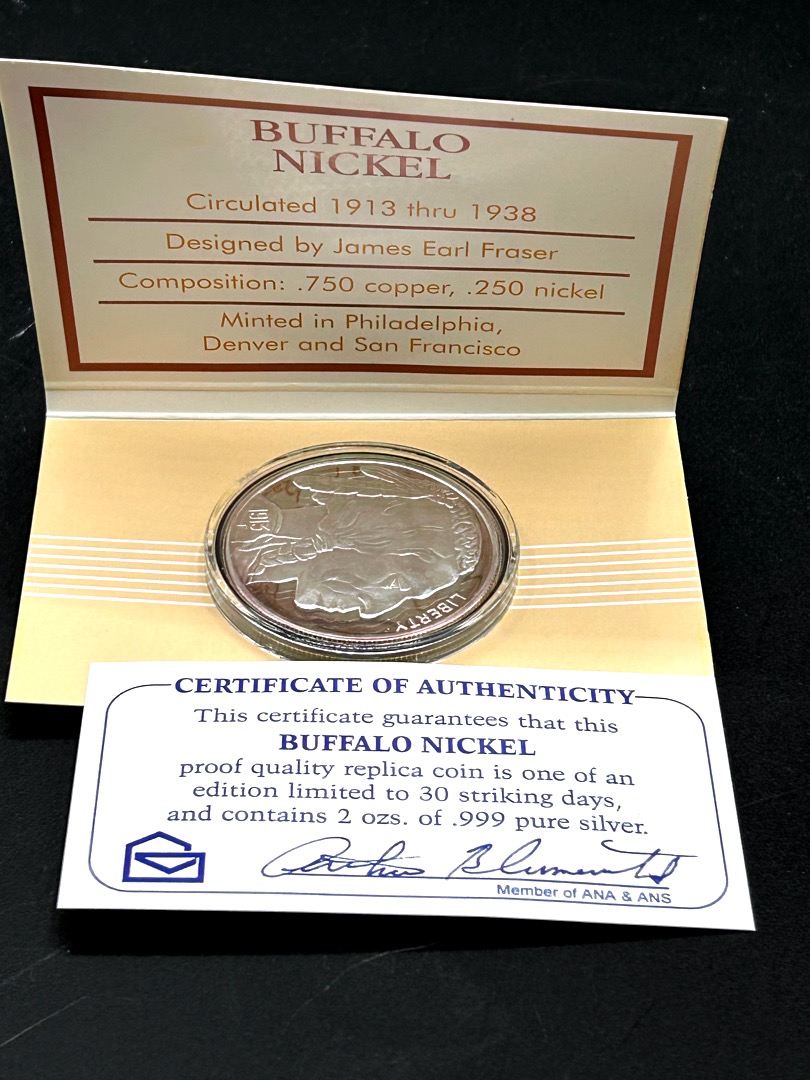 BUFFALO
NICKEL
Circulated 1913 thru 1938
Designed by James Earl Fraser
Composition: .750 copper, .250 nickel
Minted in Philadelphia,
Denver and San Francisco
1913
LIBERTY
CERTIFICATE OF AUTHENTICITY
This certificate guarantees that this
BUFFALO NICKEL
proof quality replica coin is one of an
edition limited to 30 striking days,
and contains 2 ozs. of .999 pure silver.
Member of ANA & ANS